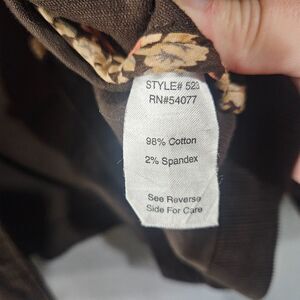 STYLE# 523
RN#54077
98% Cotton
2% Spandex
See Reverse
Side For Care